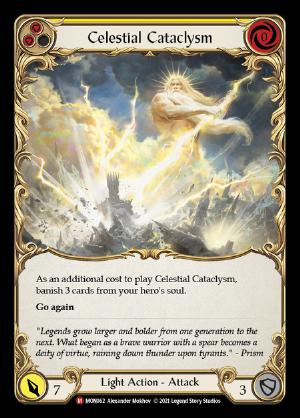 Celestial Cataclysm
0
As an additional cost to play Celestial Cataclysm,
banish 3 cards from your hero's soul.
Go again
"Legends grow larger and bolder from one generation to the
next. What began as a brave warrior with a spear becomes a
deity of virtue, raining down thunder upon tyrants." - Prism
7
Light Action - Attack
3
M MON062 Alexander Mokhov © 2021 Legend Story Studios